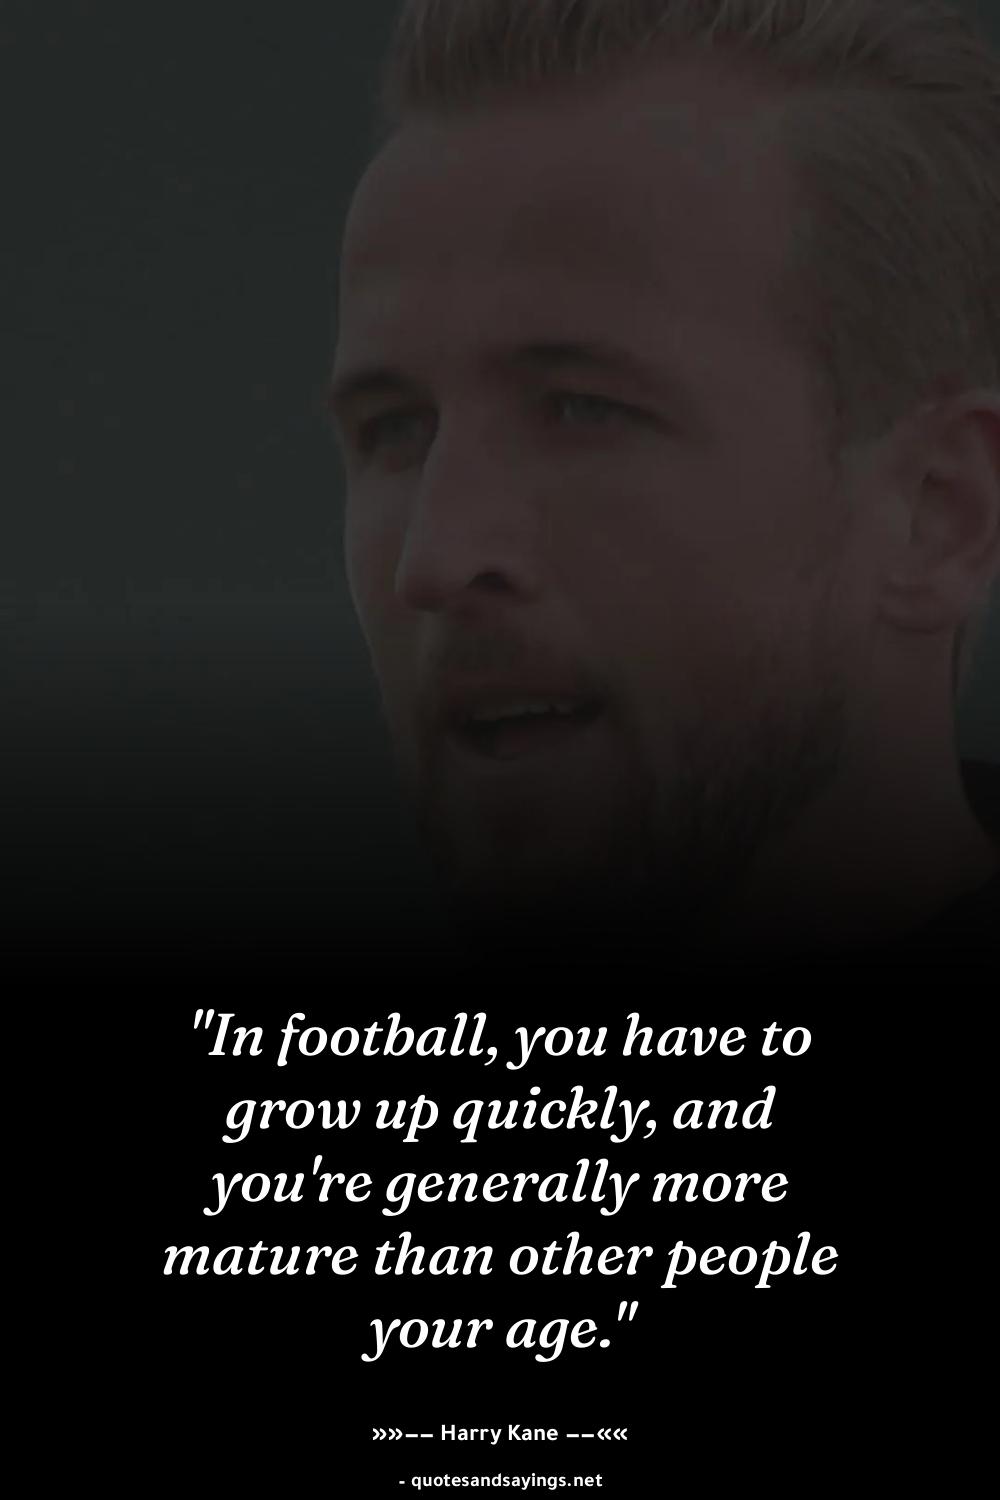 "In football, you have to
grow up quickly, and
you're generally more
mature than other people
your age."
»»−− Harry Kane −−««
- quotesandsayings.net